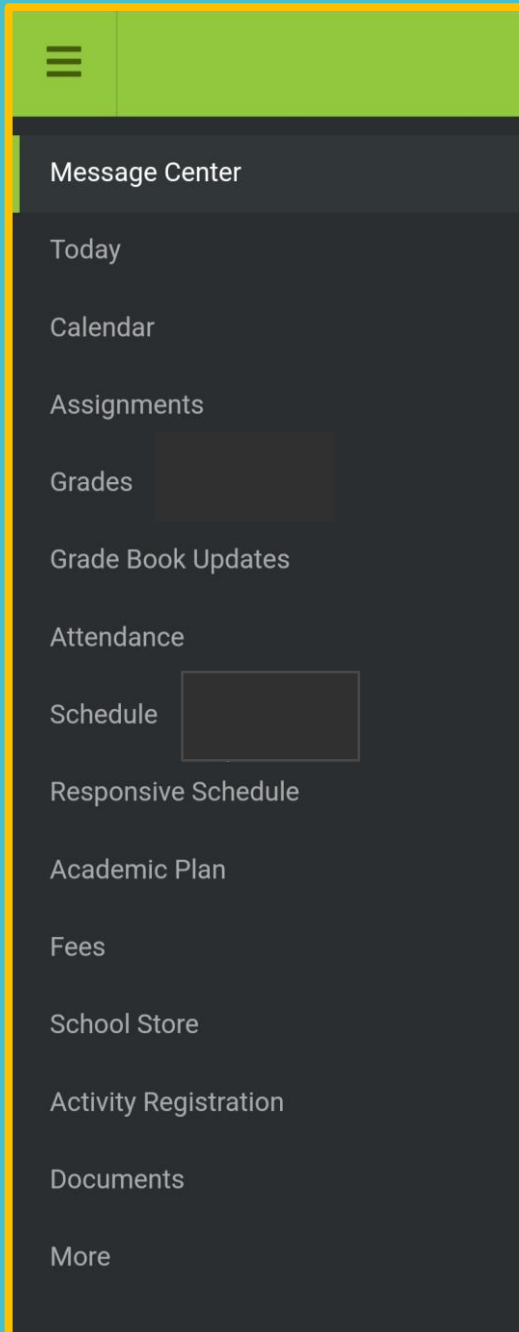 Message Center
Today
Calendar
Assignments
Grades
Grade Book Updates
Attendance
Schedule
Responsive Schedule
Academic Plan
Fees
School Store
Activity Registration
Documents
More